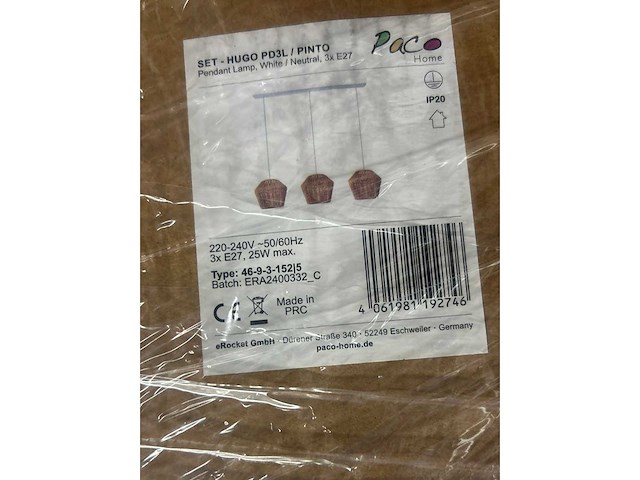 SET - HUGO PD3L / PINTO
Pendant Lamp, White / Neutral, 3x E27
Paco
Home
IP20
220-240V ~50/60Hz
3x E27, 25W max.
Type: 46-9-3-152|5
Batch: ERA2400332_C
CE
Made in
PRC
4 061981 192746
eRocket GmbH · Dürener Straße 340 · 52249 Eschweiler · Germany
paco-home.de